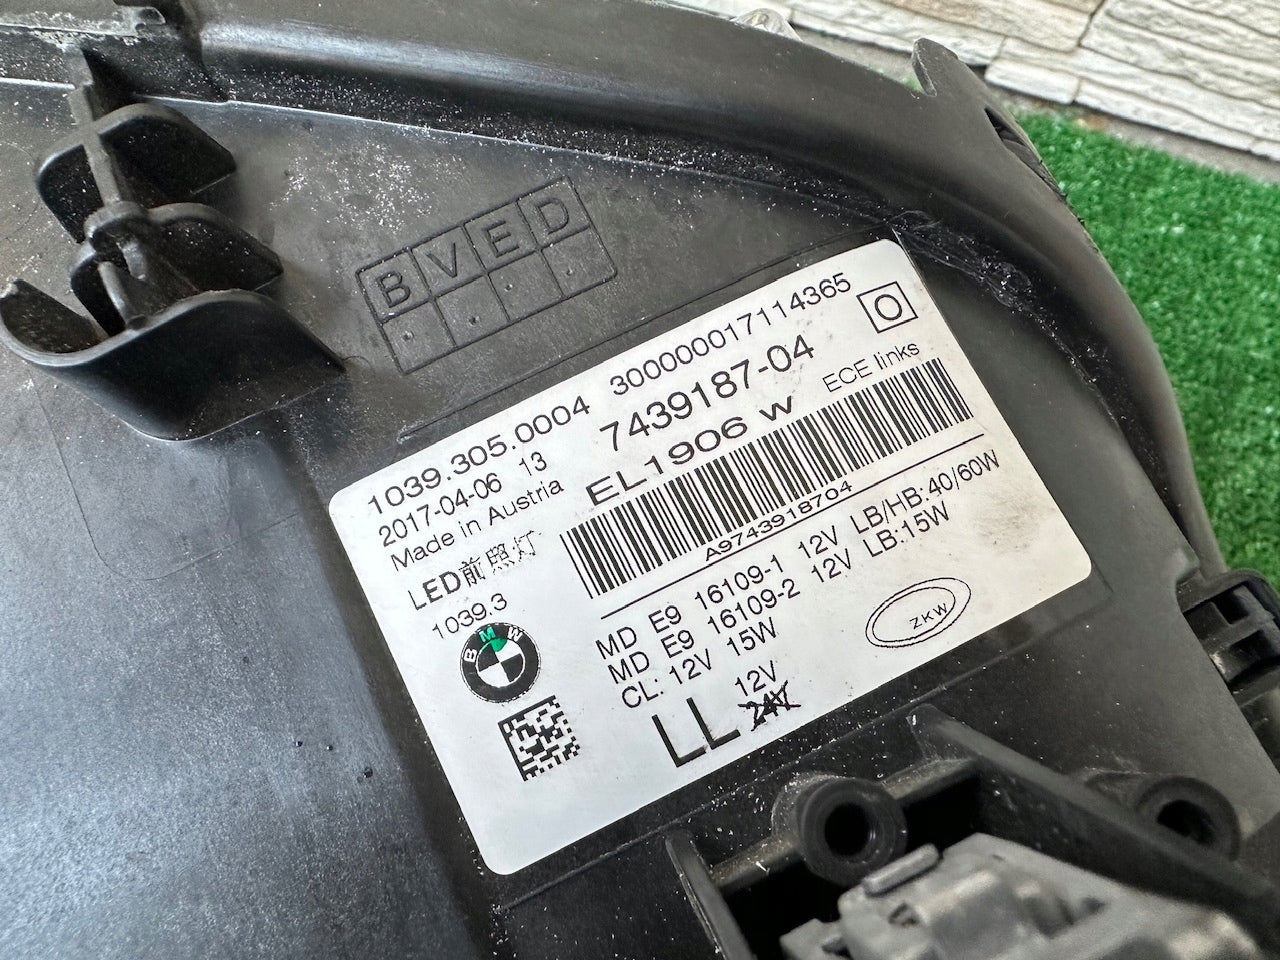 BVED
1039.305.0004 30000017114365
2017-04-06 13 7439187-04
Made in Austria EL1906 W ECE links
LED前照灯
A9743918704
1039.3
BMW
MD E9 16109-1 12V LB/HB:40/60W
MD E9 16109-2 12V LB:15W
CL: 12V 15W
ZKW
LL 12V
24V